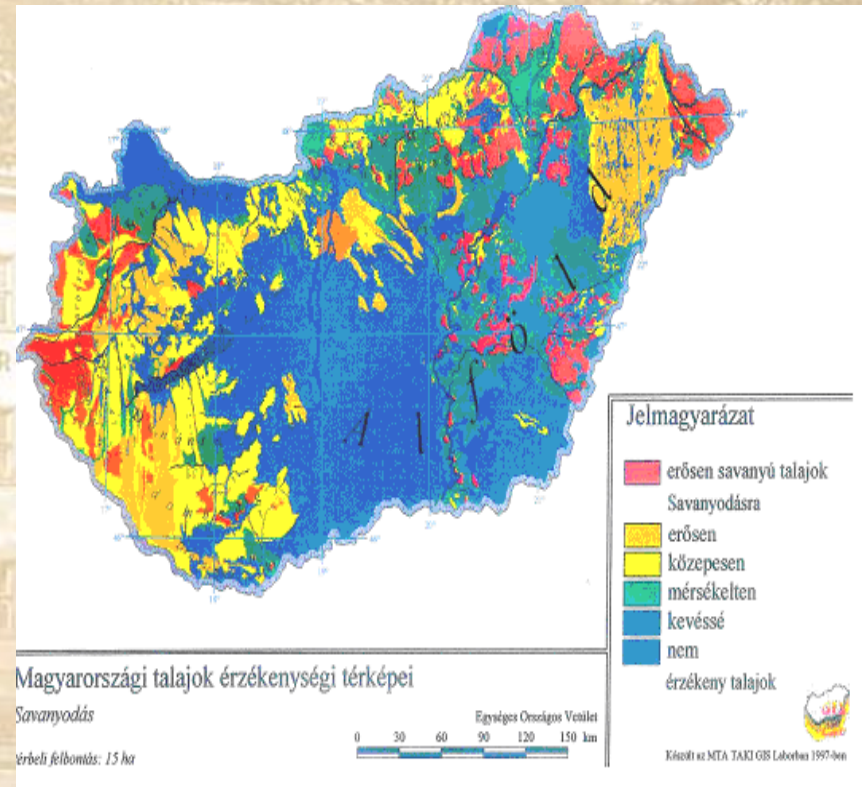 A l f ö l d
Jelmagyarázat
erősen savanyú talajok
Savanyodásra
erősen
közepesen
mérsékelten
kevéssé
nem
érzékeny talajok
Magyarországi talajok érzékenységi térképei
Savanyodás
Egységes Országos Vetület
0 30 60 90 120 150 km
érbeli felbontás: 15 ha
Készült az MTA TAKI GIS Laborban 1997-ben